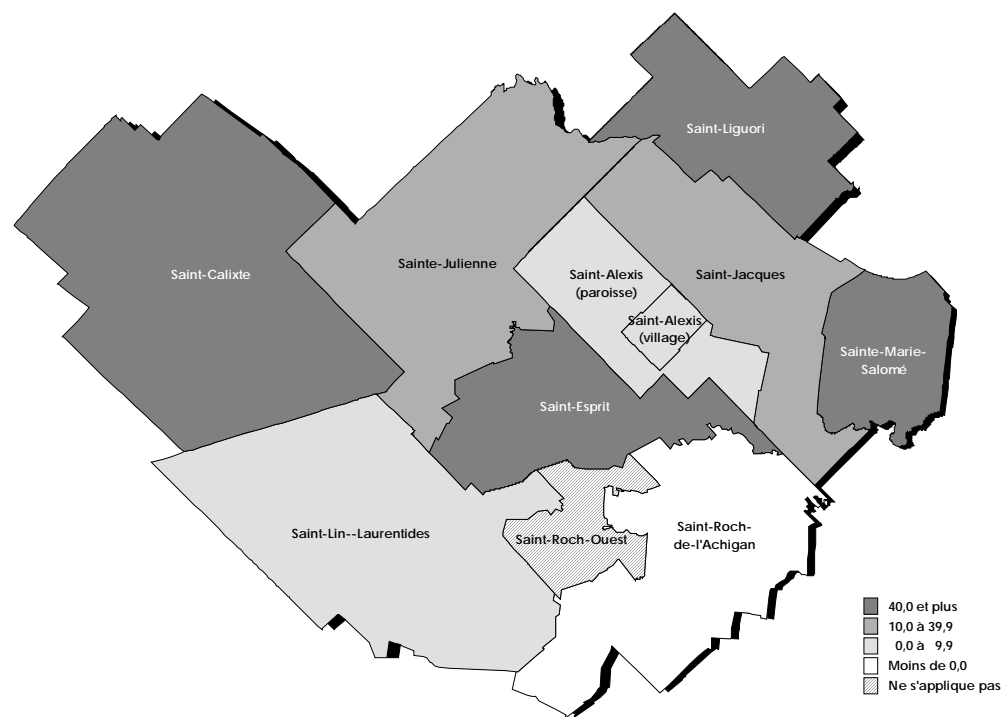 Saint-Liguori
Saint-Calixte
Sainte-Julienne
Saint-Alexis
(paroisse)
Saint-Jacques
Saint-Alexis
(village)
Sainte-Marie-
Salomé
Saint-Esprit
Saint-Lin--Laurentides
Saint-Roch-Ouest
Saint-Roch-
de-l'Achigan
40,0 et plus
10,0 à 39,9
0,0 à 9,9
Moins de 0,0
Ne s'applique pas